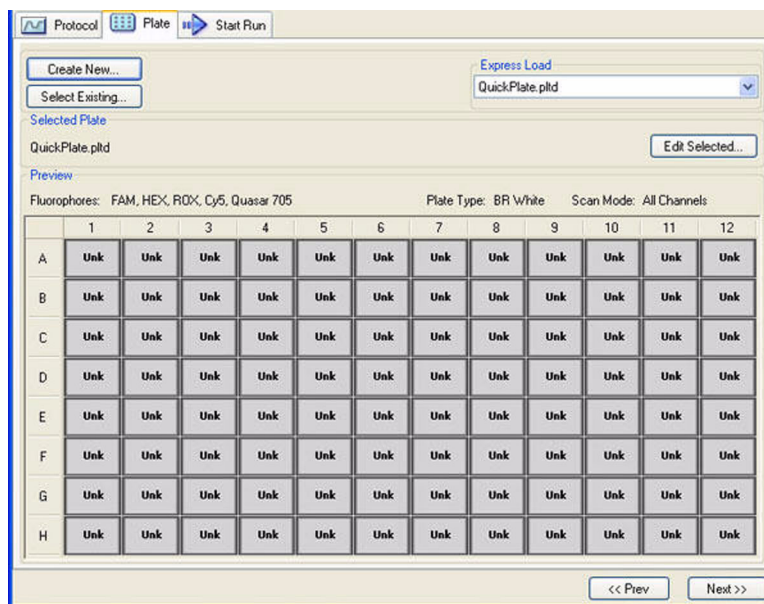 Protocol Plate Start Run
Create New...
Select Existing...
Express Load
QuickPlate.pltd
Selected Plate
QuickPlate.pltd
Edit Selected...
Preview
Fluorophores: FAM, HEX, ROX, Cy5, Quasar 705 Plate Type: BR White Scan Mode: All Channels
1 2 3 4 5 6 7 8 9 10 11 12
A Unk Unk Unk Unk Unk Unk Unk Unk Unk Unk Unk Unk
B Unk Unk Unk Unk Unk Unk Unk Unk Unk Unk Unk Unk
C Unk Unk Unk Unk Unk Unk Unk Unk Unk Unk Unk Unk
D Unk Unk Unk Unk Unk Unk Unk Unk Unk Unk Unk Unk
E Unk Unk Unk Unk Unk Unk Unk Unk Unk Unk Unk Unk
F Unk Unk Unk Unk Unk Unk Unk Unk Unk Unk Unk Unk
G Unk Unk Unk Unk Unk Unk Unk Unk Unk Unk Unk Unk
H Unk Unk Unk Unk Unk Unk Unk Unk Unk Unk Unk Unk
<< Prev Next >>